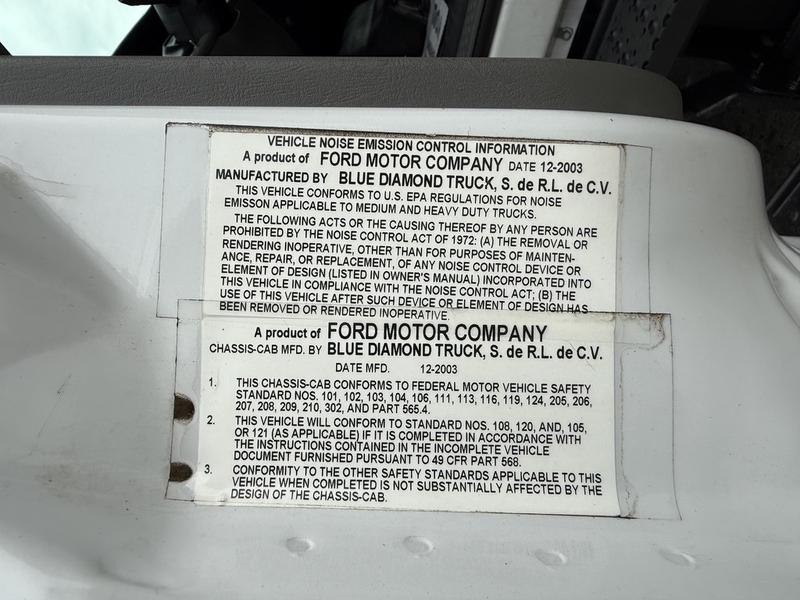 VEHICLE NOISE EMISSION CONTROL INFORMATION
A product of FORD MOTOR COMPANY DATE 12-2003
MANUFACTURED BY BLUE DIAMOND TRUCK, S. de R.L. de C.V.
THIS VEHICLE CONFORMS TO U.S. EPA REGULATIONS FOR NOISE
EMISSON APPLICABLE TO MEDIUM AND HEAVY DUTY TRUCKS.
THE FOLLOWING ACTS OR THE CAUSING THEREOF BY ANY PERSON ARE
PROHIBITED BY THE NOISE CONTROL ACT OF 1972: (A) THE REMOVAL OR
RENDERING INOPERATIVE, OTHER THAN FOR PURPOSES OF MAINTEN-
ANCE, REPAIR, OR REPLACEMENT, OF ANY NOISE CONTROL DEVICE OR
ELEMENT OF DESIGN (LISTED IN OWNER'S MANUAL) INCORPORATED INTO
THIS VEHICLE IN COMPLIANCE WITH THE NOISE CONTROL ACT; (B) THE
USE OF THIS VEHICLE AFTER SUCH DEVICE OR ELEMENT OF DESIGN HAS
BEEN REMOVED OR RENDERED INOPERATIVE.
A product of FORD MOTOR COMPANY
CHASSIS-CAB MFD. BY BLUE DIAMOND TRUCK, S. de R.L. de C.V.
DATE MFD. 12-2003
1. THIS CHASSIS-CAB CONFORMS TO FEDERAL MOTOR VEHICLE SAFETY
STANDARD NOS. 101, 102, 103, 104, 106, 111, 113, 116, 119, 124, 205, 206,
207, 208, 209, 210, 302, AND PART 565.4.
2. THIS VEHICLE WILL CONFORM TO STANDARD NOS. 108, 120, AND, 105,
OR 121 (AS APPLICABLE) IF IT IS COMPLETED IN ACCORDANCE WITH
THE INSTRUCTIONS CONTAINED IN THE INCOMPLETE VEHICLE
DOCUMENT FURNISHED PURSUANT TO 49 CFR PART 568.
3. CONFORMITY TO THE OTHER SAFETY STANDARDS APPLICABLE TO THIS
VEHICLE WHEN COMPLETED IS NOT SUBSTANTIALLY AFFECTED BY THE
DESIGN OF THE CHASSIS-CAB.